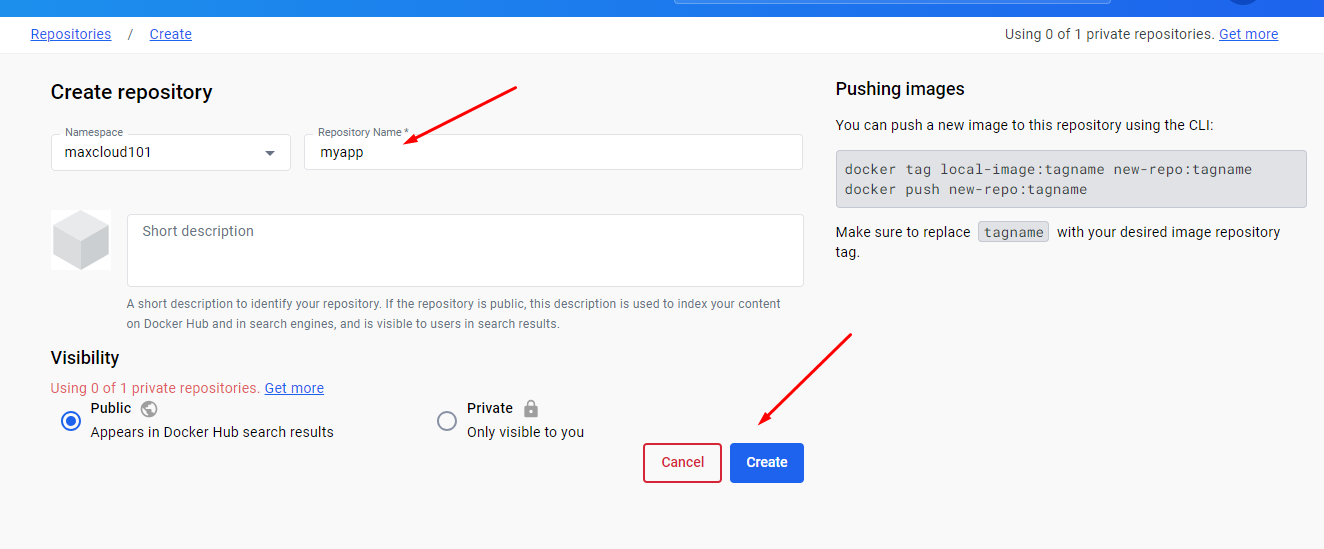 Repositories / Create
Using 0 of 1 private repositories. Get more
Create repository
Namespace
maxcloud101
Repository Name *
myapp
Short description
A short description to identify your repository. If the repository is public, this description is used to index your content
on Docker Hub and in search engines, and is visible to users in search results.
Visibility
Using 0 of 1 private repositories. Get more
Public
Appears in Docker Hub search results
Private
Only visible to you
Cancel
Create
Pushing images
You can push a new image to this repository using the CLI:
docker tag local-image:tagname new-repo:tagname
docker push new-repo:tagname
Make sure to replace tagname with your desired image repository
tag.